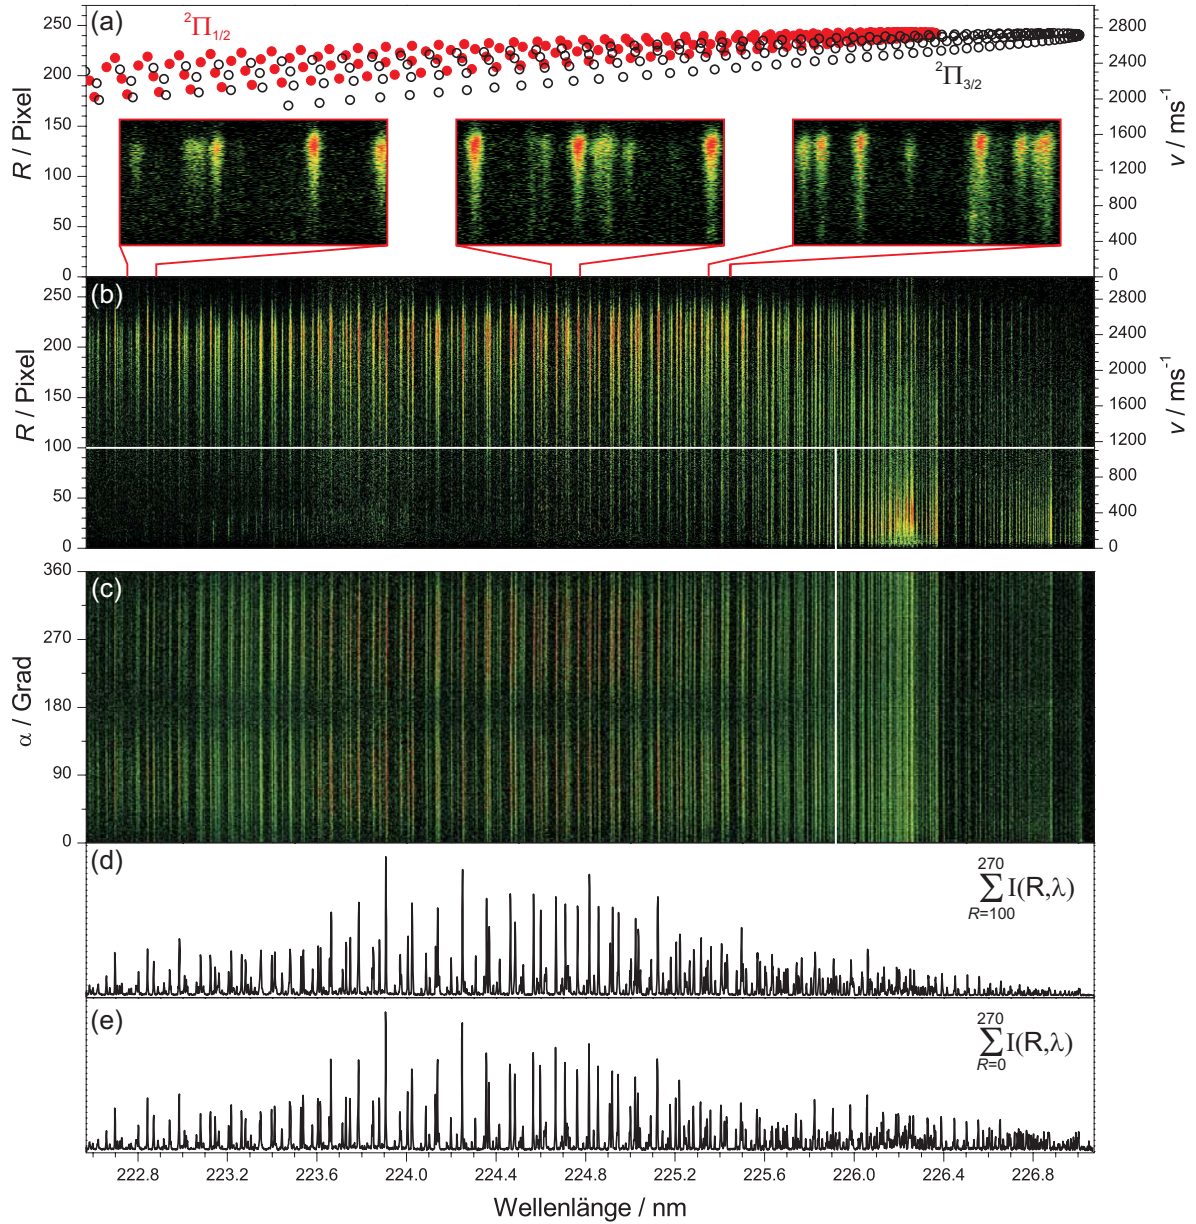 (a)
²Π₁/₂
²Π₃/₂
R / Pixel
250
200
150
100
50
0
v / ms⁻¹
2800
2400
2000
1600
1200
800
400
0
(b)
R / Pixel
250
200
150
100
50
0
v / ms⁻¹
2800
2400
2000
1600
1200
800
400
0
(c)
α / Grad
360
270
180
90
0
(d)
270
∑ I(R,λ)
R=100
(e)
270
∑ I(R,λ)
R=0
222.8 223.2 223.6 224.0 224.4 224.8 225.2 225.6 226.0 226.4 226.8
Wellenlänge / nm